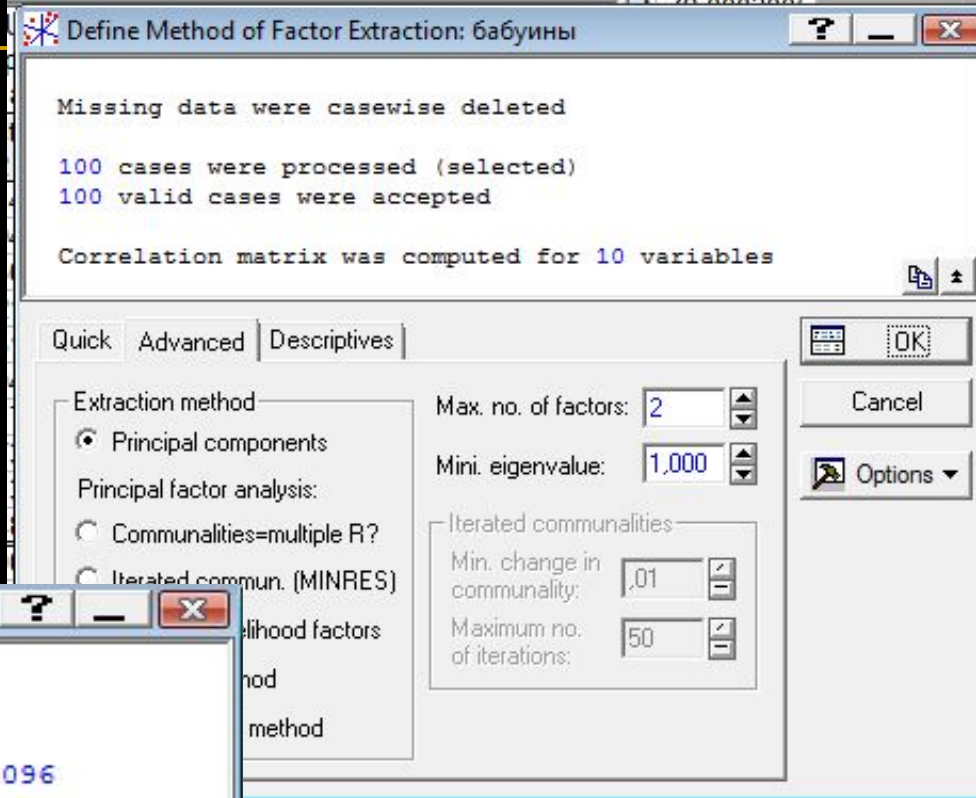 Define Method of Factor Extraction: бабуины
Missing data were casewise deleted
100 cases were processed (selected)
100 valid cases were accepted
Correlation matrix was computed for 10 variables
Quick Advanced Descriptives
OK
Cancel
Options
Extraction method
Principal components
Principal factor analysis:
Communalities=multiple R?
Iterated commun. (MINRES)
factors
method
Max. no. of factors: 2
Mini. eigenvalue: 1,000
Iterated communalities
Min. change in
communality: ,01
Maximum no.
of iterations: 50
096